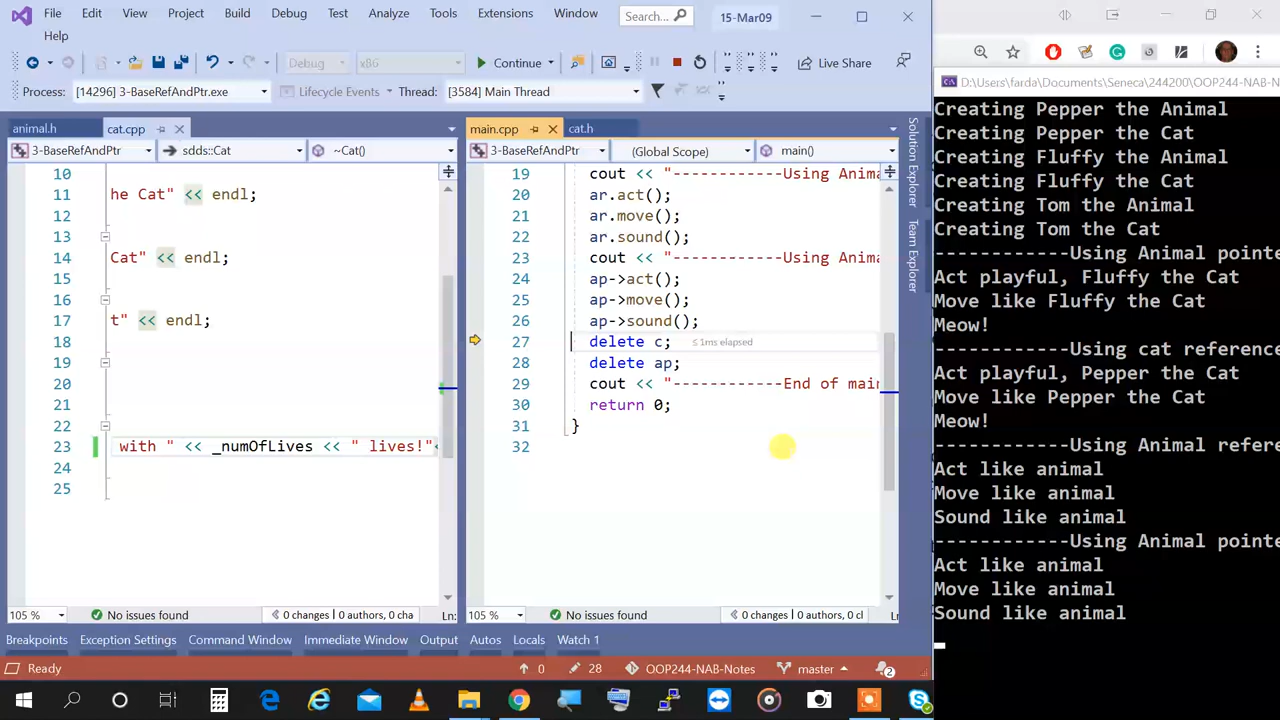 File Edit View Project Build Debug Test Analyze Tools Extensions Window Search... 15-Mar09
Help
Debug x86 Continue Live Share
Process: [14296] 3-BaseRefAndPtr.exe Lifecycle Events Thread: [3584] Main Thread
animal.h cat.cpp
3-BaseRefAndPtr sdds::Cat ~Cat()
10
11 he Cat" << endl;
12
13
14 Cat" << endl;
15
16
17 t" << endl;
18
19
20
21
22
23 with " << _numOfLives << " lives!"<
24
25
105 % No issues found 0 changes | 0 authors, 0 cha Ln:
main.cpp cat.h
3-BaseRefAndPtr (Global Scope) main()
19 cout << "------------Using Anima
20 ar.act();
21 ar.move();
22 ar.sound();
23 cout << "------------Using Anima
24 ap->act();
25 ap->move();
26 ap->sound();
27 delete c; ≤ 1ms elapsed
28 delete ap;
29 cout << "------------End of main
30 return 0;
31 }
32
105 % No issues found 0 changes | 0 authors, 0 cl Ln
Solution Explorer
Team Explorer
Breakpoints Exception Settings Command Window Immediate Window Output Autos Locals Watch 1
Ready 0 28 OOP244-NAB-Notes master 2
D:\Users\farda\Documents\Seneca\244200\OOP244-NAB-N
Creating Pepper the Animal
Creating Pepper the Cat
Creating Fluffy the Animal
Creating Fluffy the Cat
Creating Tom the Animal
Creating Tom the Cat
------------Using Animal pointe
Act playful, Fluffy the Cat
Move like Fluffy the Cat
Meow!
------------Using cat reference
Act playful, Pepper the Cat
Move like Pepper the Cat
Meow!
------------Using Animal refere
Act like animal
Move like animal
Sound like animal
------------Using Animal pointe
Act like animal
Move like animal
Sound like animal